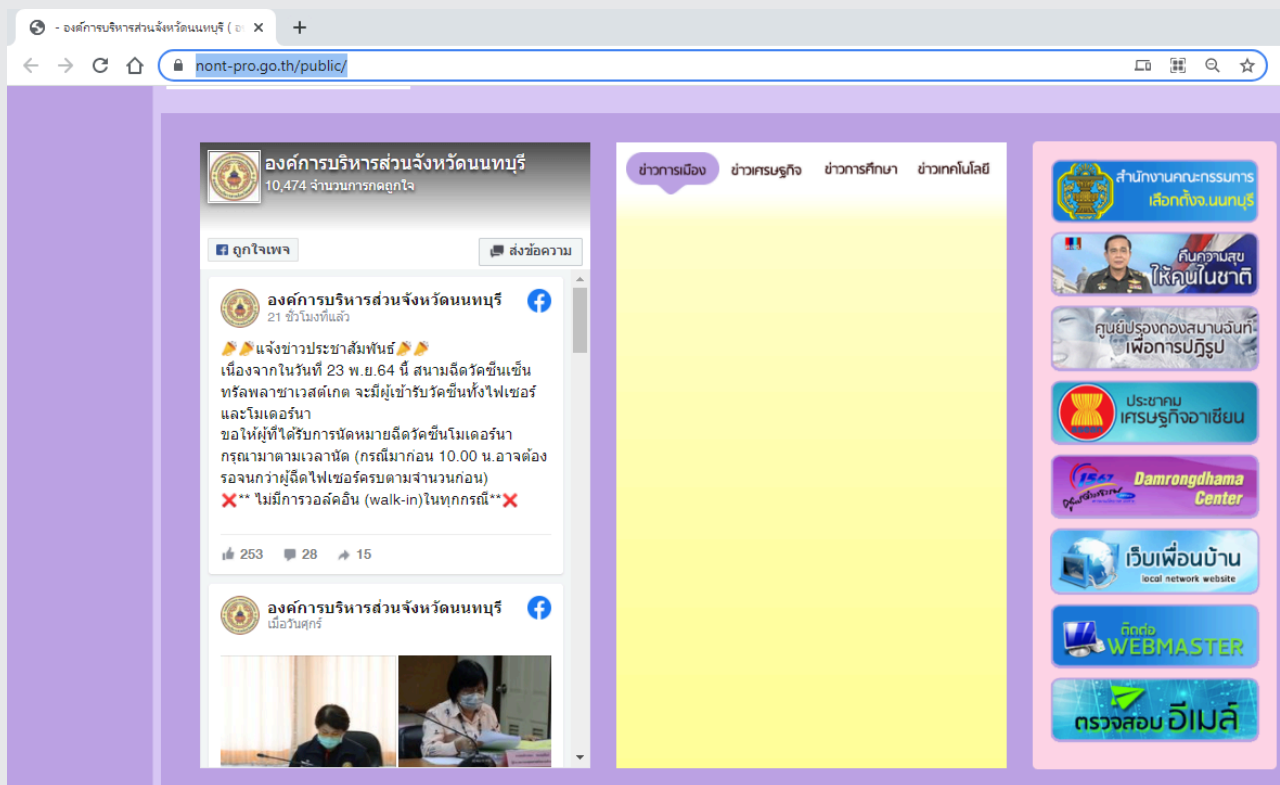 - องค์การบริหารส่วนจังหวัดนนทบุรี ( อบ
nont-pro.go.th/public/
องค์การบริหารส่วนจังหวัดนนทบุรี
10,474 จำนวนการกดถูกใจ
ถูกใจเพจ
ส่งข้อความ
องค์การบริหารส่วนจังหวัดนนทบุรี
21 ชั่วโมงที่แล้ว
แจ้งข่าวประชาสัมพันธ์
เนื่องจากในวันที่ 23 พ.ย.64 นี้ สนามฉีดวัคซีนเซ็น
ทรัลพลาซาเวสต์เกต จะมีผู้เข้ารับวัคซีนทั้งไฟเซอร์
และโมเดอร์นา
ขอให้ผู้ที่ได้รับการนัดหมายฉีดวัคซีนโมเดอร์นา
กรุณามาตามเวลานัด (กรณีมาก่อน 10.00 น.อาจต้อง
รอจนกว่าผู้ฉีดไฟเซอร์ครบตามจำนวนก่อน)
❌** ไม่มีการวอล์คอิน (walk-in)ในทุกกรณี**❌
253 28 15
องค์การบริหารส่วนจังหวัดนนทบุรี
เมื่อวันศุกร์
ข่าวการเมือง ข่าวเศรษฐกิจ ข่าวการศึกษา ข่าวเทคโนโลยี
สำนักงานคณะกรรมการ
เลือกตั้งจ.นนทบุรี
คืนความสุข
ให้คนในชาติ
ศูนย์ปรองดองสมานฉันท์
เพื่อการปฏิรูป
ประชาคม
เศรษฐกิจอาเซียน
1567
Damrongdhama
Center
เว็บเพื่อนบ้าน
local network website
ติดต่อ
WEBMASTER
ตรวจสอบ อีเมล์